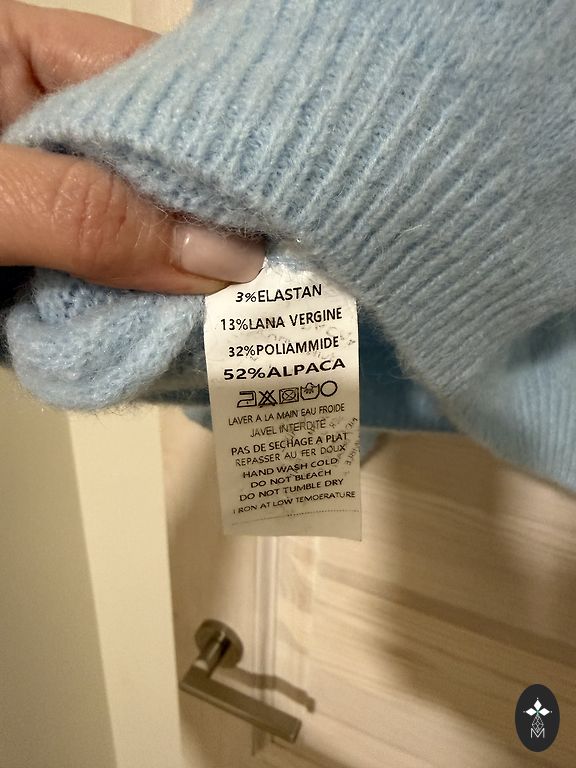 3%ELASTAN
13%LANA VERGINE
32%POLIAMMIDE
52%ALPACA
LAVER A LA MAIN EAU FROIDE
JAVEL INTERDITE
PAS DE SECHAGE A PLAT
REPASSER AU FER DOUX
HAND WASH COLD
DO NOT BLEACH
DO NOT TUMBLE DRY
IRON AT LOW TEMOERATURE
M